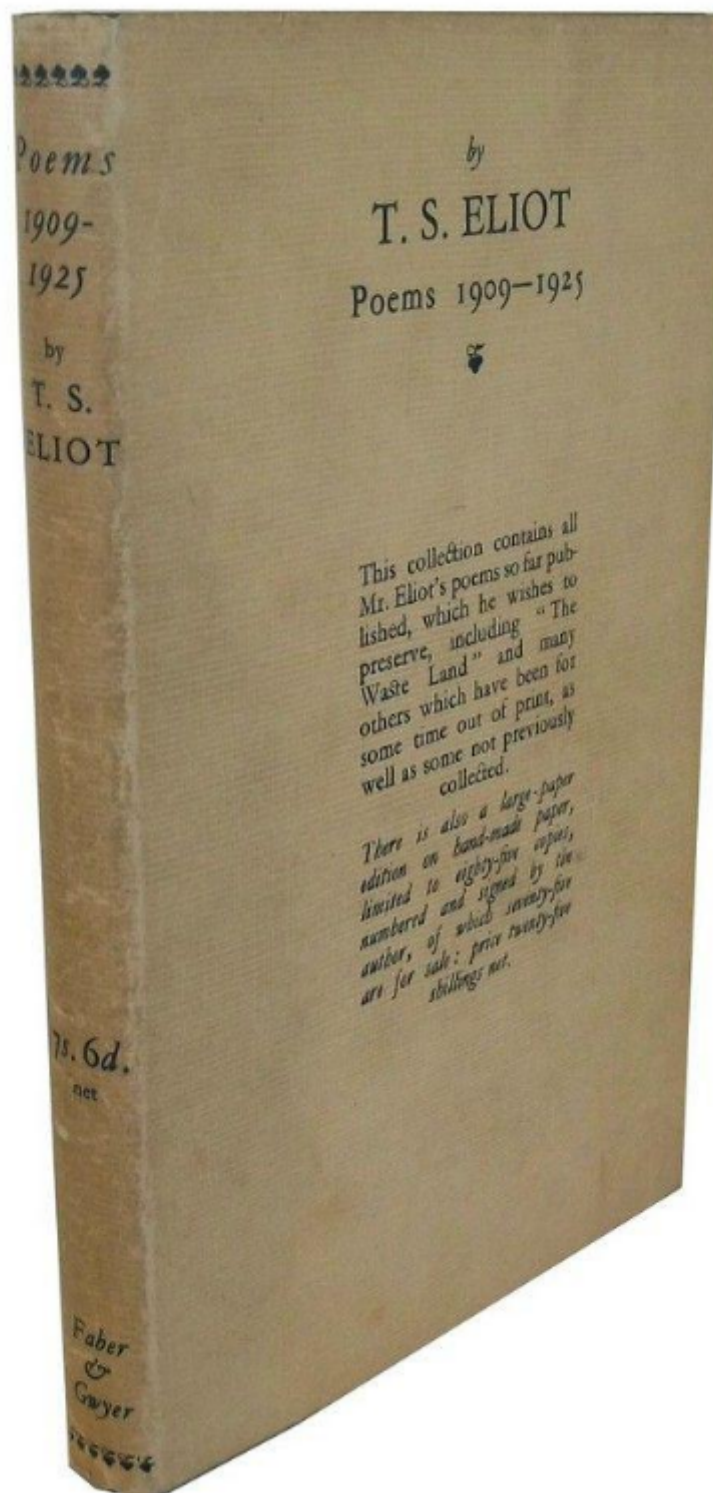 Poems
1909-
1925
by
T. S.
ELIOT
7s. 6d.
net
Faber
&
Gwyer
by
T. S. ELIOT
Poems 1909—1925
This collection contains all
Mr. Eliot's poems so far pub-
lished, which he wishes to
preserve, including "The
Waste Land" and many
others which have been for
some time out of print, as
well as some not previously
collected.
There is also a large-paper
edition on hand-made paper,
limited to eighty-five copies,
numbered and signed by the
author, of which seventy-five
are for sale: price twenty-five
shillings net.